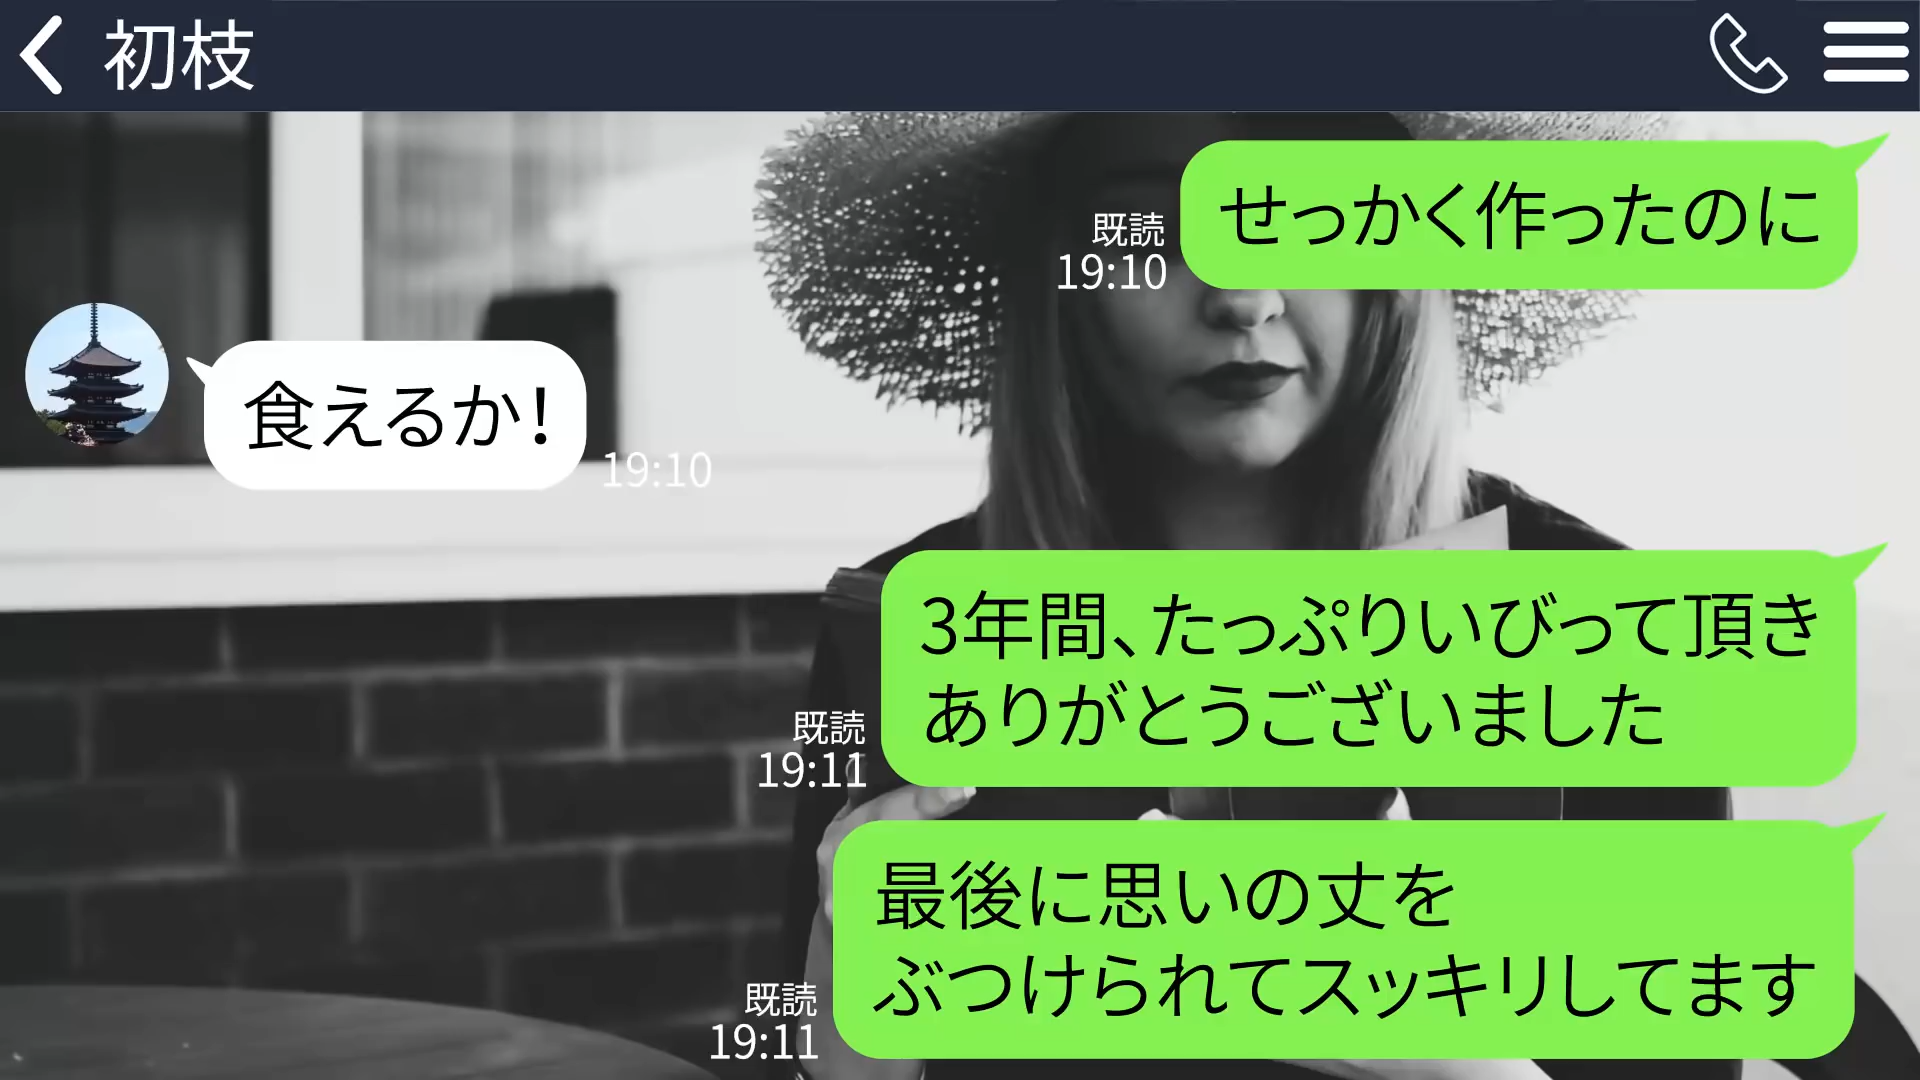 初枝
せっかく作ったのに
既読
19:10
食えるか！
19:10
3年間、たっぷりいびって頂き
ありがとうございました
既読
19:11
最後に思いの丈を
ぶつけられてスッキリしてます
既読
19:11